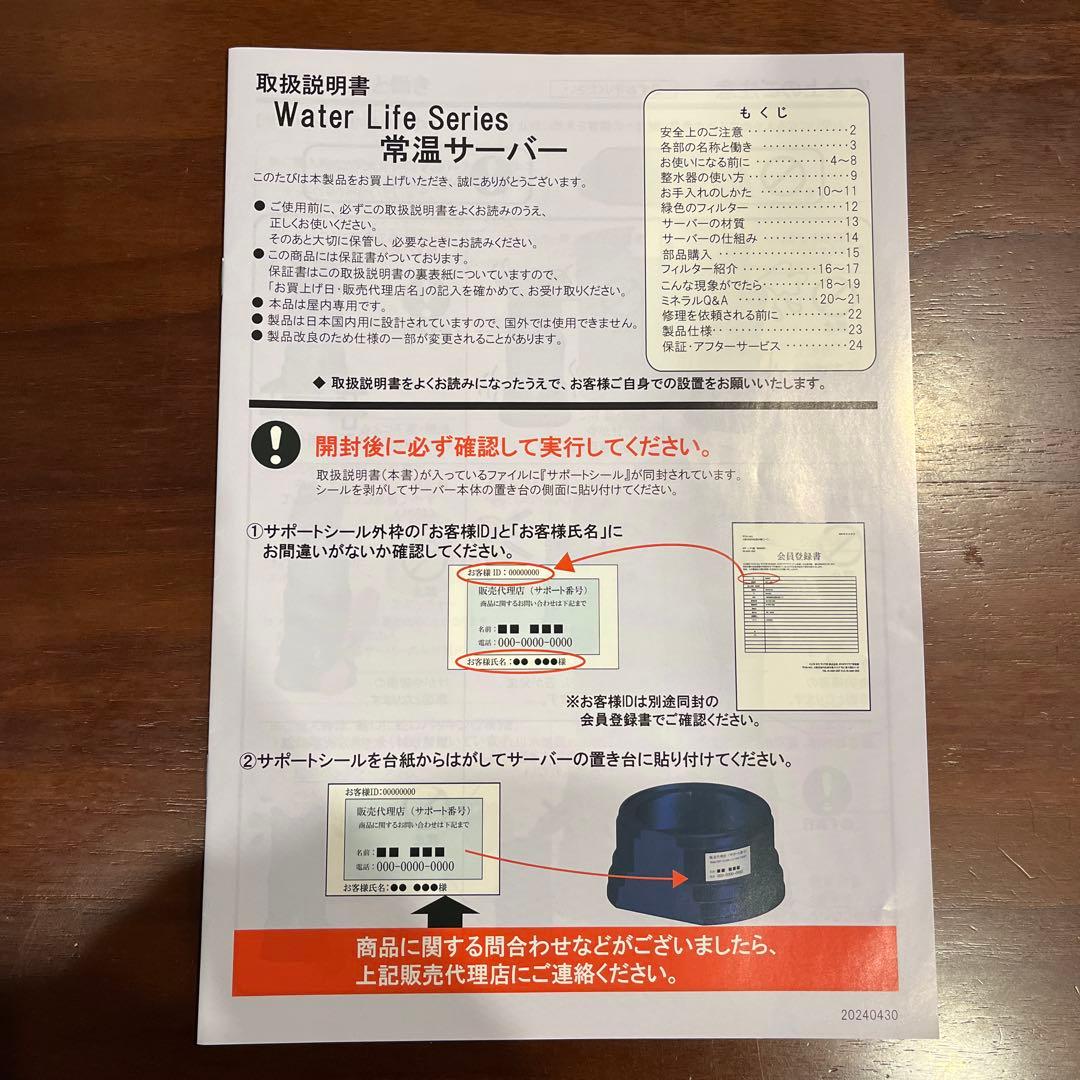 取扱説明書
Water Life Series
常温サーバー
このたびは本製品をお買上げいただき、誠にありがとうございます。
● ご使用前に、必ずこの取扱説明書をよくお読みのうえ、
正しくお使いください。
そのあと大切に保管し、必要なときにお読みください。
● この商品には保証書がついております。
保証書はこの取扱説明書の裏表紙についていますので、
「お買上げ日・販売代理店名」の記入を確かめて、お受け取りください。
● 本品は屋内専用です。
● 製品は日本国内用に設計されていますので、国外では使用できません。
● 製品改良のため仕様の一部が変更されることがあります。
もくじ
安全上のご注意 ・・・・・・・・・・・・・・・2
各部の名称と働き ・・・・・・・・・・・・・3
お使いになる前に ・・・・・・・・・・・4~8
整水器の使い方 ・・・・・・・・・・・・・・9
お手入れのしかた ・・・・・・・・・10~11
緑色のフィルター ・・・・・・・・・・・・12
サーバーの材質 ・・・・・・・・・・・・・13
サーバーの仕組み ・・・・・・・・・・・・14
部品購入 ・・・・・・・・・・・・・・・・・15
フィルター紹介 ・・・・・・・・・・・16~17
こんな現象がでたら・・・・・・・・18~19
ミネラルQ&A ・・・・・・・・・・・・20~21
修理を依頼される前に ・・・・・・・・・22
製品仕様・・・・・・・・・・・・・・・・・・23
保証・アフターサービス ・・・・・・・・・・24
◆ 取扱説明書をよくお読みになったうえで、お客様ご自身での設置をお願いいたします。
開封後に必ず確認して実行してください。
取扱説明書(本書)が入っているファイルに『サポートシール』が同封されています。
シールを剥がしてサーバー本体の置き台の側面に貼り付けてください。
①サポートシール外枠の「お客様ID」と「お客様氏名」に
お間違いがないか確認してください。
お客様 ID：00000000
販売代理店（サポート番号）
商品に関するお問い合わせは下記まで
名前：■■ ■■■
電話：000-0000-0000
お客様氏名：●● ●●●様
会員登録書
※お客様IDは別途同封の
会員登録書でご確認ください。
②サポートシールを台紙からはがしてサーバーの置き台に貼り付けてください。
お客様ID：00000000
販売代理店（サポート番号）
商品に関するお問い合わせは下記まで
名前：■■ ■■■
電話：000-0000-0000
お客様氏名：●● ●●●様
販売代理店（サポート番号）
000-0000-0000
商品に関する問合わせなどがございましたら、
上記販売代理店にご連絡ください。
20240430